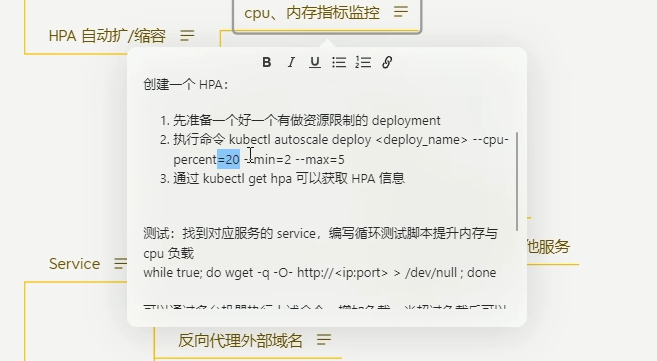 cpu、内存指标监控
HPA 自动扩/缩容
B I U
创建一个 HPA：
1. 先准备一个好一个有做资源限制的 deployment
2. 执行命令 kubectl autoscale deploy <deploy_name> --cpu-
percent=20 --min=2 --max=5
3. 通过 kubectl get hpa 可以获取 HPA 信息
测试：找到对应服务的 service，编写循环测试脚本提升内存与
cpu 负载
while true; do wget -q -O- http://<ip:port> > /dev/null ; done
他服务
Service
反向代理外部域名